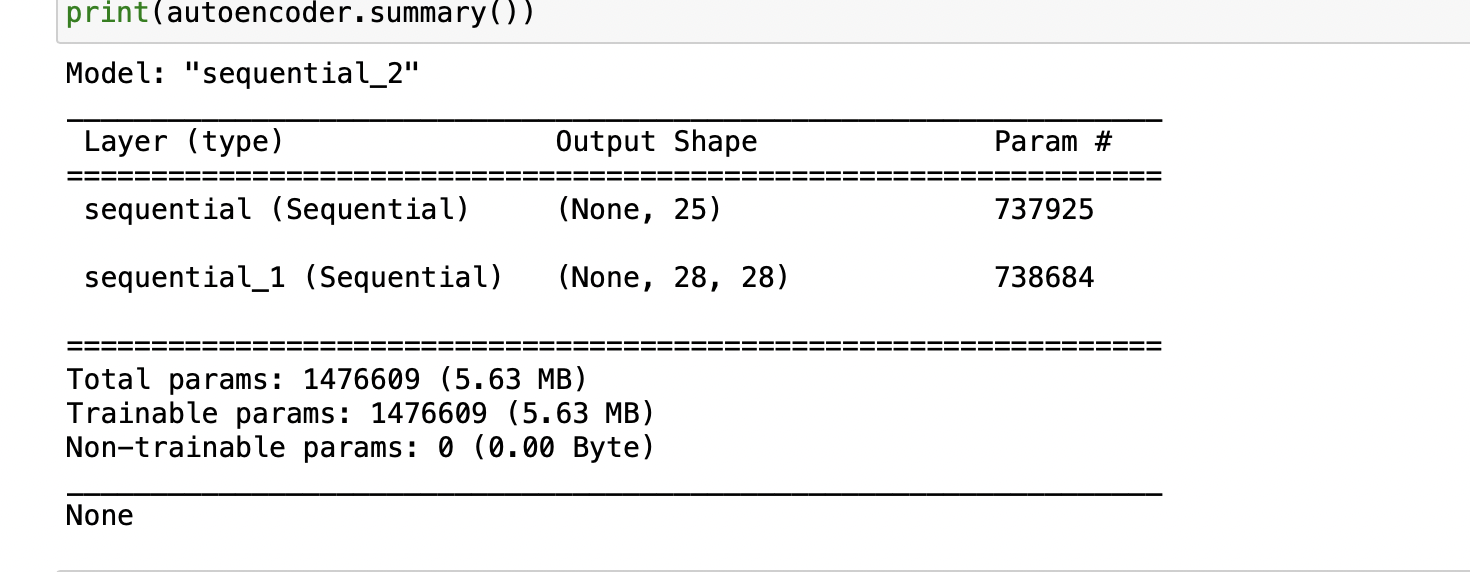 print(autoencoder.summary())
Model: "sequential_2"
_________________________________________________________________
Layer (type)                Output Shape              Param #
=================================================================
sequential (Sequential)     (None, 25)                737925
sequential_1 (Sequential)   (None, 28, 28)            738684
=================================================================
Total params: 1476609 (5.63 MB)
Trainable params: 1476609 (5.63 MB)
Non-trainable params: 0 (0.00 Byte)
_________________________________________________________________
None